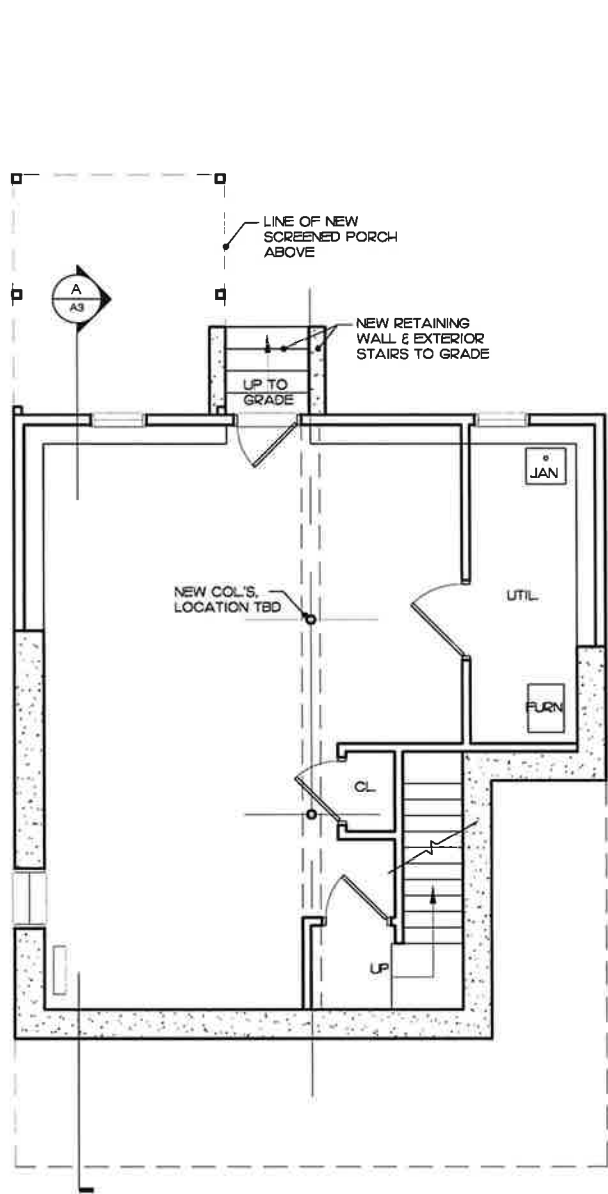 LINE OF NEW
SCREENED PORCH
ABOVE
A
A3
NEW RETAINING
WALL & EXTERIOR
STAIRS TO GRADE
UP TO
GRADE
JAN
NEW COL'S,
LOCATION TBD
UTIL.
FURN
CL
UP